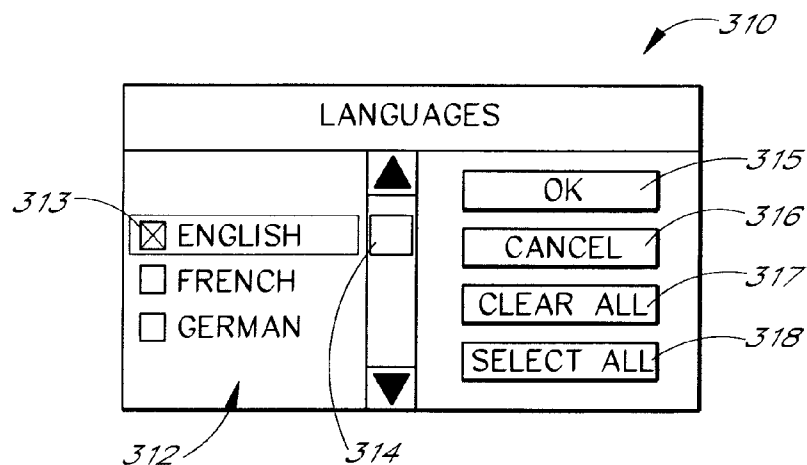 310
LANGUAGES
313
ENGLISH
FRENCH
GERMAN
312
314
OK
315
CANCEL
316
CLEAR ALL
317
SELECT ALL
318